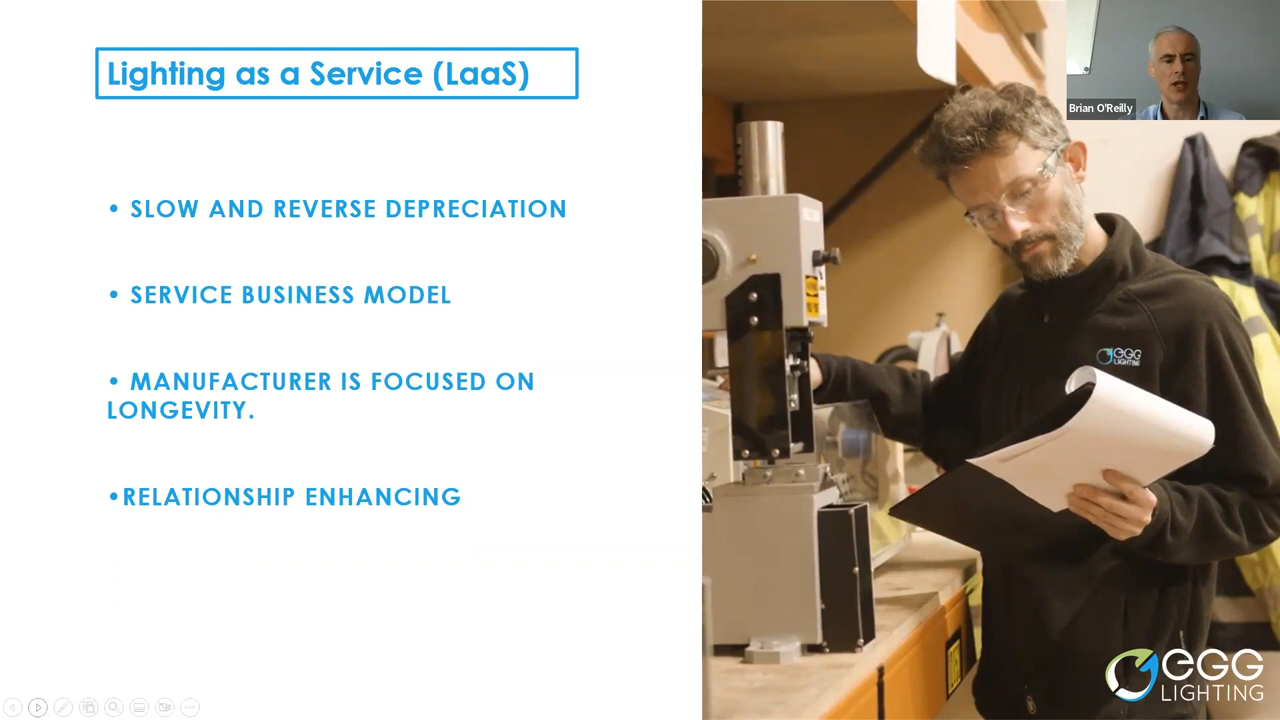 Lighting as a Service (LaaS)
Brian O'Reilly
• SLOW AND REVERSE DEPRECIATION
• SERVICE BUSINESS MODEL
• MANUFACTURER IS FOCUSED ON
LONGEVITY.
•RELATIONSHIP ENHANCING
eGG
LIGHTING
eGG
LIGHTING